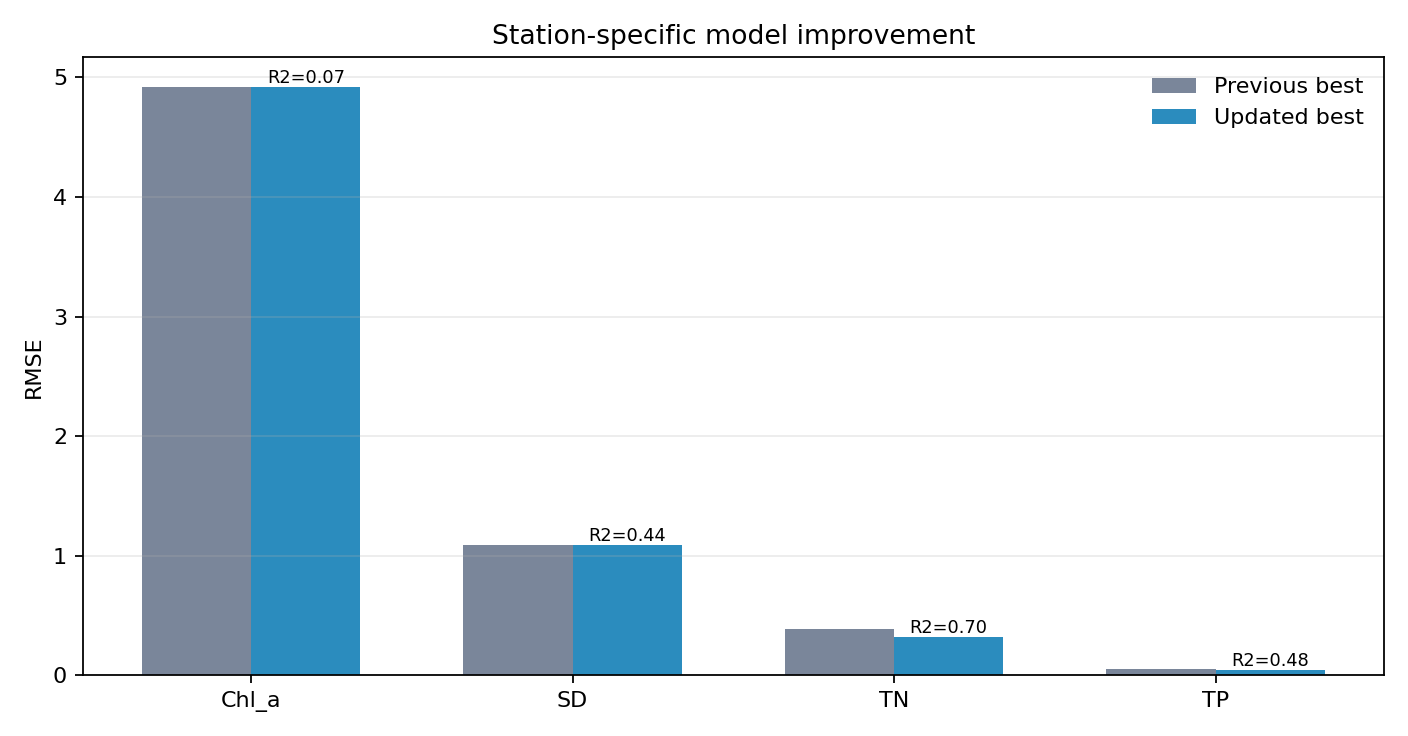 Station-specific model improvement
Previous best
Updated best
RMSE
5
4
3
2
1
0
R2=0.07
R2=0.44
R2=0.70
R2=0.48
Chl_a
SD
TN
TP